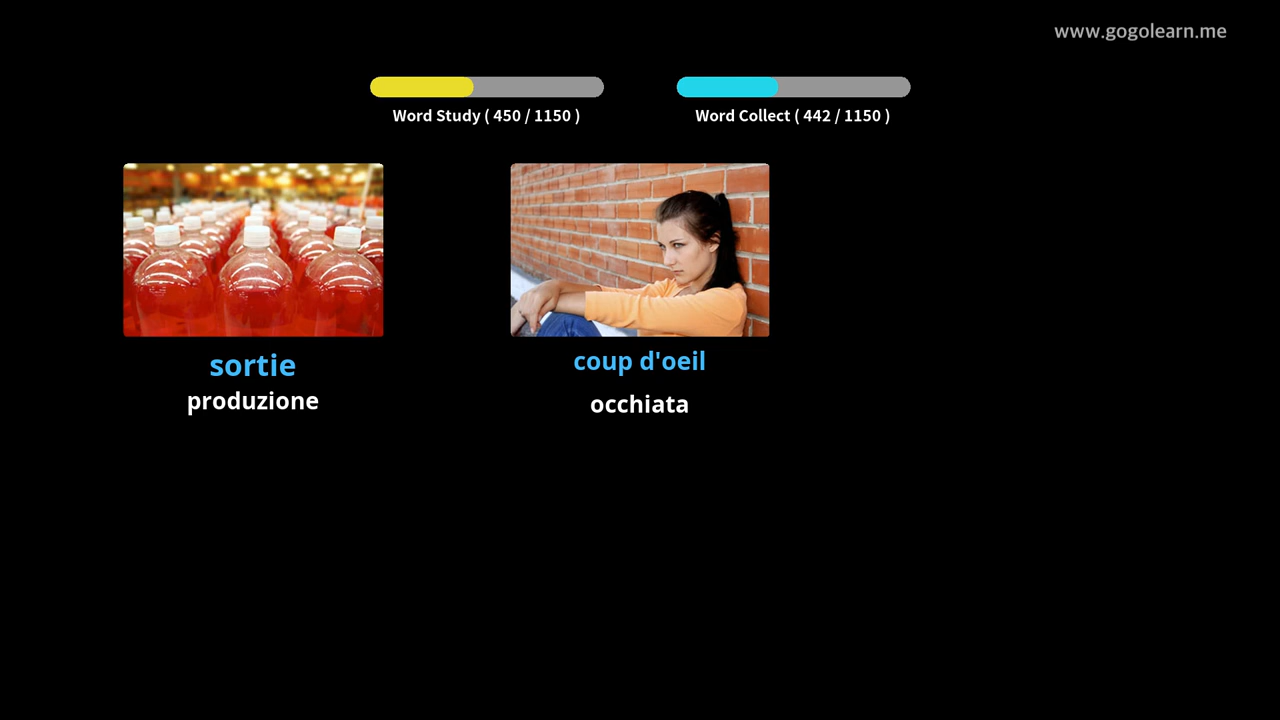 www.gogolearn.me
Word Study ( 450 / 1150 )
Word Collect ( 442 / 1150 )
sortie
produzione
coup d'oeil
occhiata